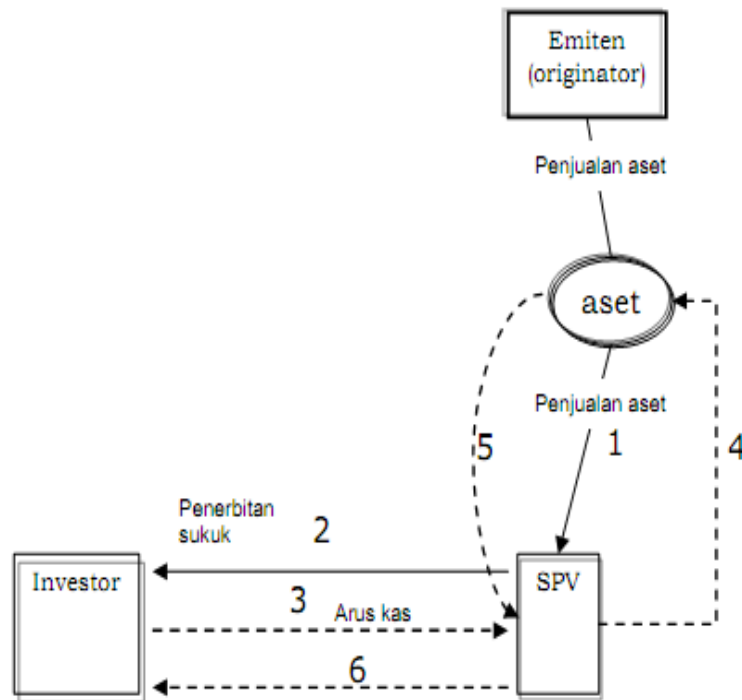 Emiten
(originator)
Penjualan aset
aset
Penjualan aset
5
1
4
Penerbitan
sukuk
2
Investor
SPV
3
Arus kas
6